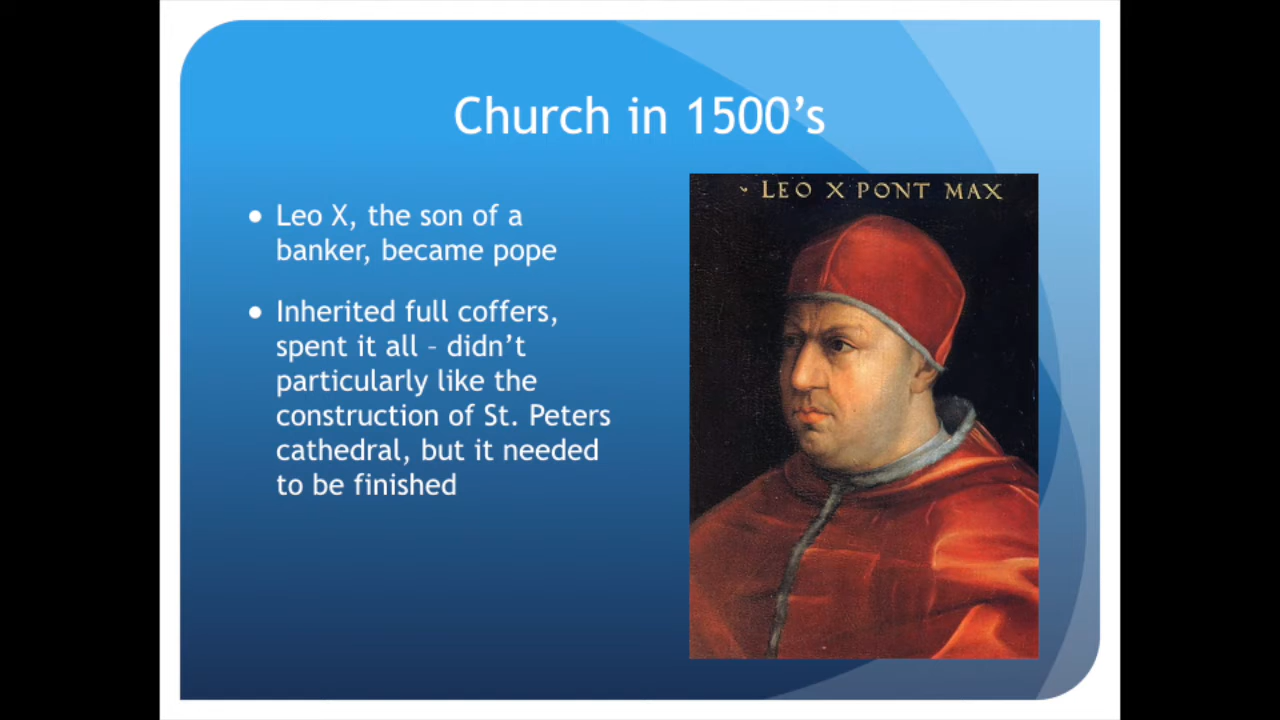 Church in 1500’s
● Leo X, the son of a
banker, became pope
● Inherited full coffers,
spent it all – didn’t
particularly like the
construction of St. Peters
cathedral, but it needed
to be finished
LEO X PONT MAX